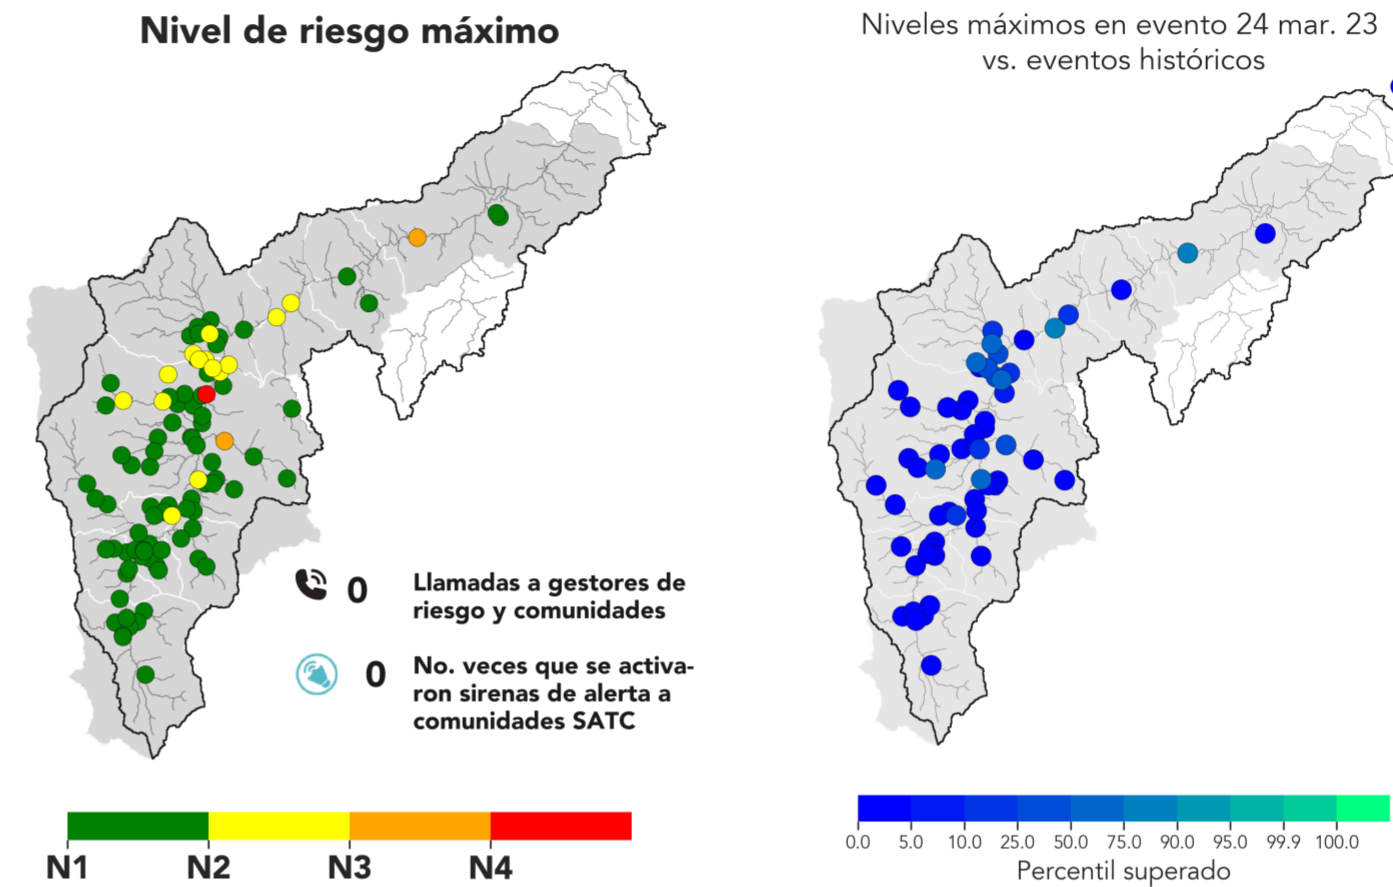 Nivel de riesgo máximo
0
Llamadas a gestores de
riesgo y comunidades
0
No. veces que se activa-
ron sirenas de alerta a
comunidades SATC
N1 N2 N3 N4
Niveles máximos en evento 24 mar. 23
vs. eventos históricos
0.0 5.0 10.0 25.0 50.0 75.0 90.0 95.0 99.9 100.0
Percentil superado